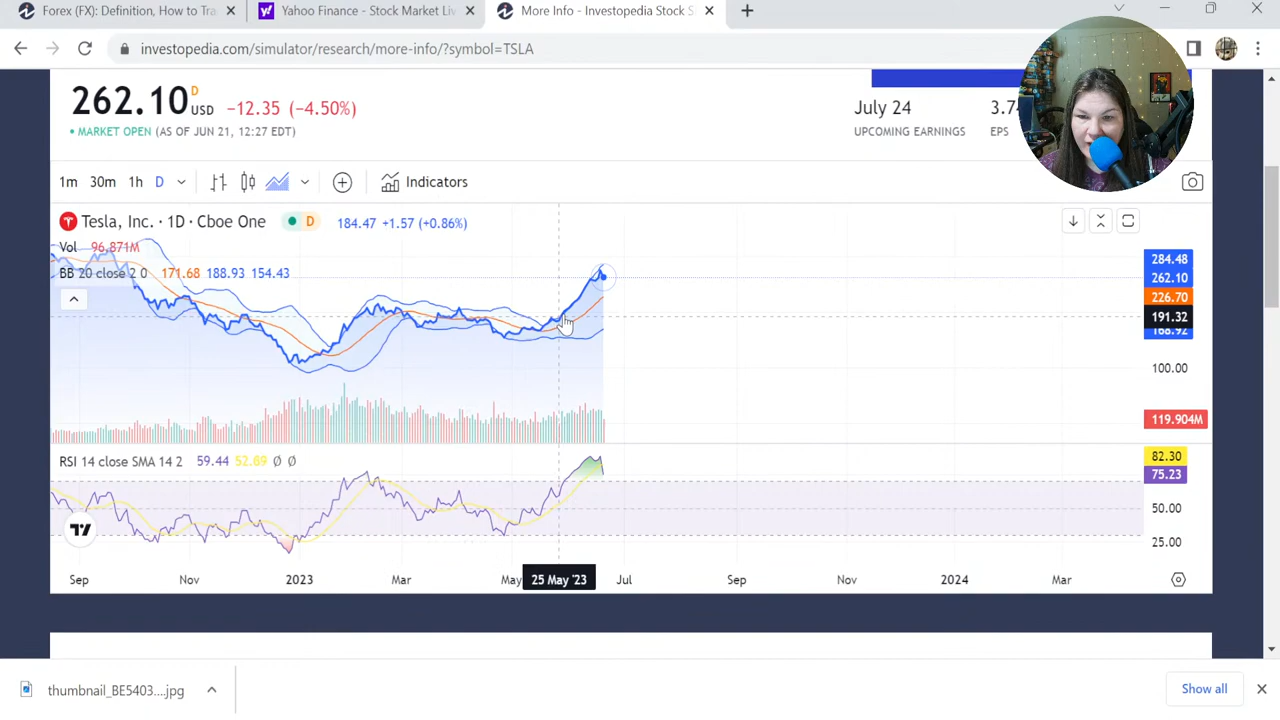 Forex (FX): Definition, How to Tra
Yahoo Finance - Stock Market Liv
More Info - Investopedia Stock S
investopedia.com/simulator/research/more-info/?symbol=TSLA
262.10 D USD −12.35 (−4.50%)
MARKET OPEN (AS OF JUN 21, 12:27 EDT)
July 24
UPCOMING EARNINGS
3.7
EPS
1m 30m 1h D
Indicators
Tesla, Inc. · 1D · Cboe One D 184.47 +1.57 (+0.86%)
Vol 96.871M
BB 20 close 2 0 171.68 188.93 154.43
284.48
262.10
226.70
191.32
168.92
100.00
119.904M
RSI 14 close SMA 14 2 59.44 52.69 Ø Ø
82.30
75.23
50.00
25.00
Sep Nov 2023 Mar May 25 May '23 Jul Sep Nov 2024 Mar
thumbnail_BE5403....jpg
Show all